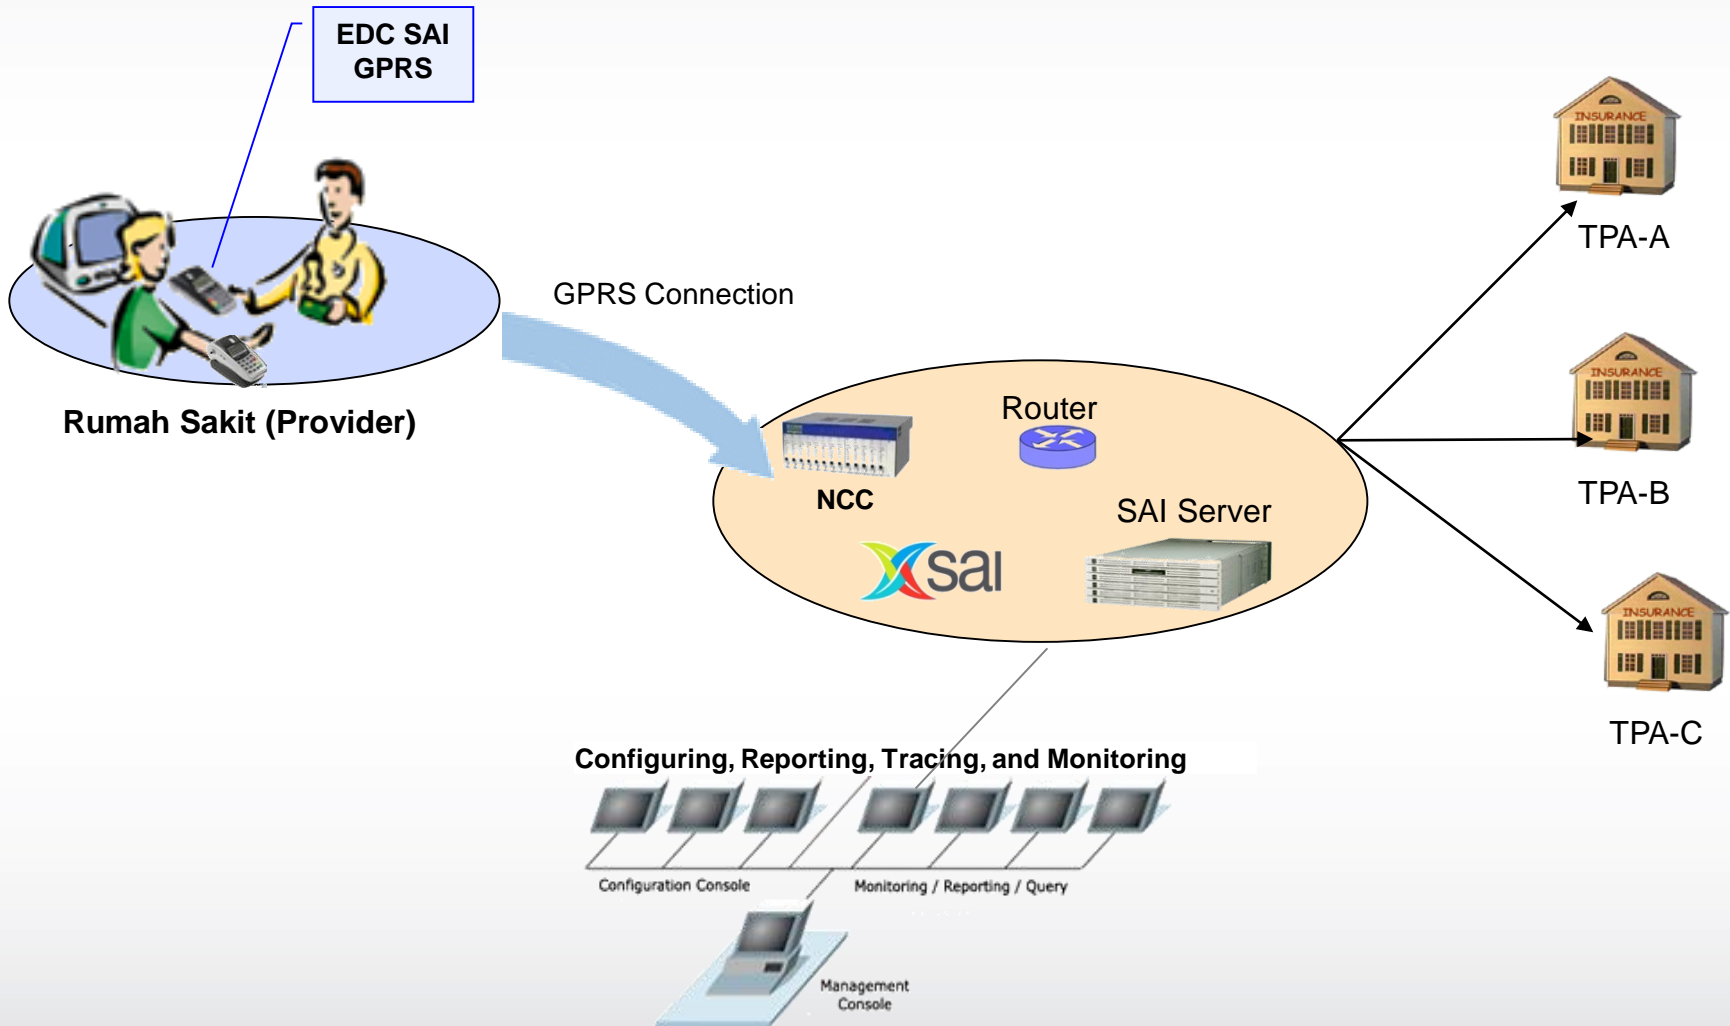 EDC SAI
GPRS
INSURANCE
TPA-A
GPRS Connection
Rumah Sakit (Provider)
Router
NCC
SAI Server
sai
INSURANCE
TPA-B
INSURANCE
TPA-C
Configuring, Reporting, Tracing, and Monitoring
Configuration Console
Monitoring / Reporting / Query
Management
Console